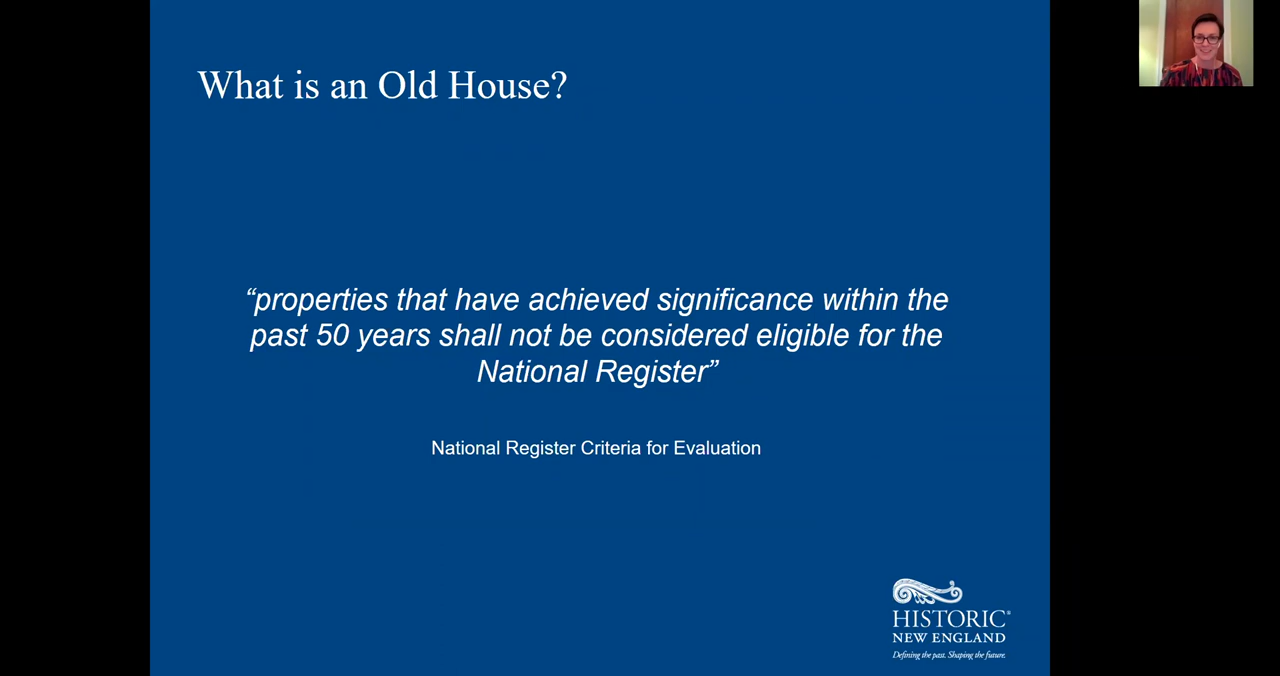 What is an Old House?
“properties that have achieved significance within the
past 50 years shall not be considered eligible for the
National Register”
National Register Criteria for Evaluation
HISTORIC®
NEW ENGLAND
Defining the past. Shaping the future.